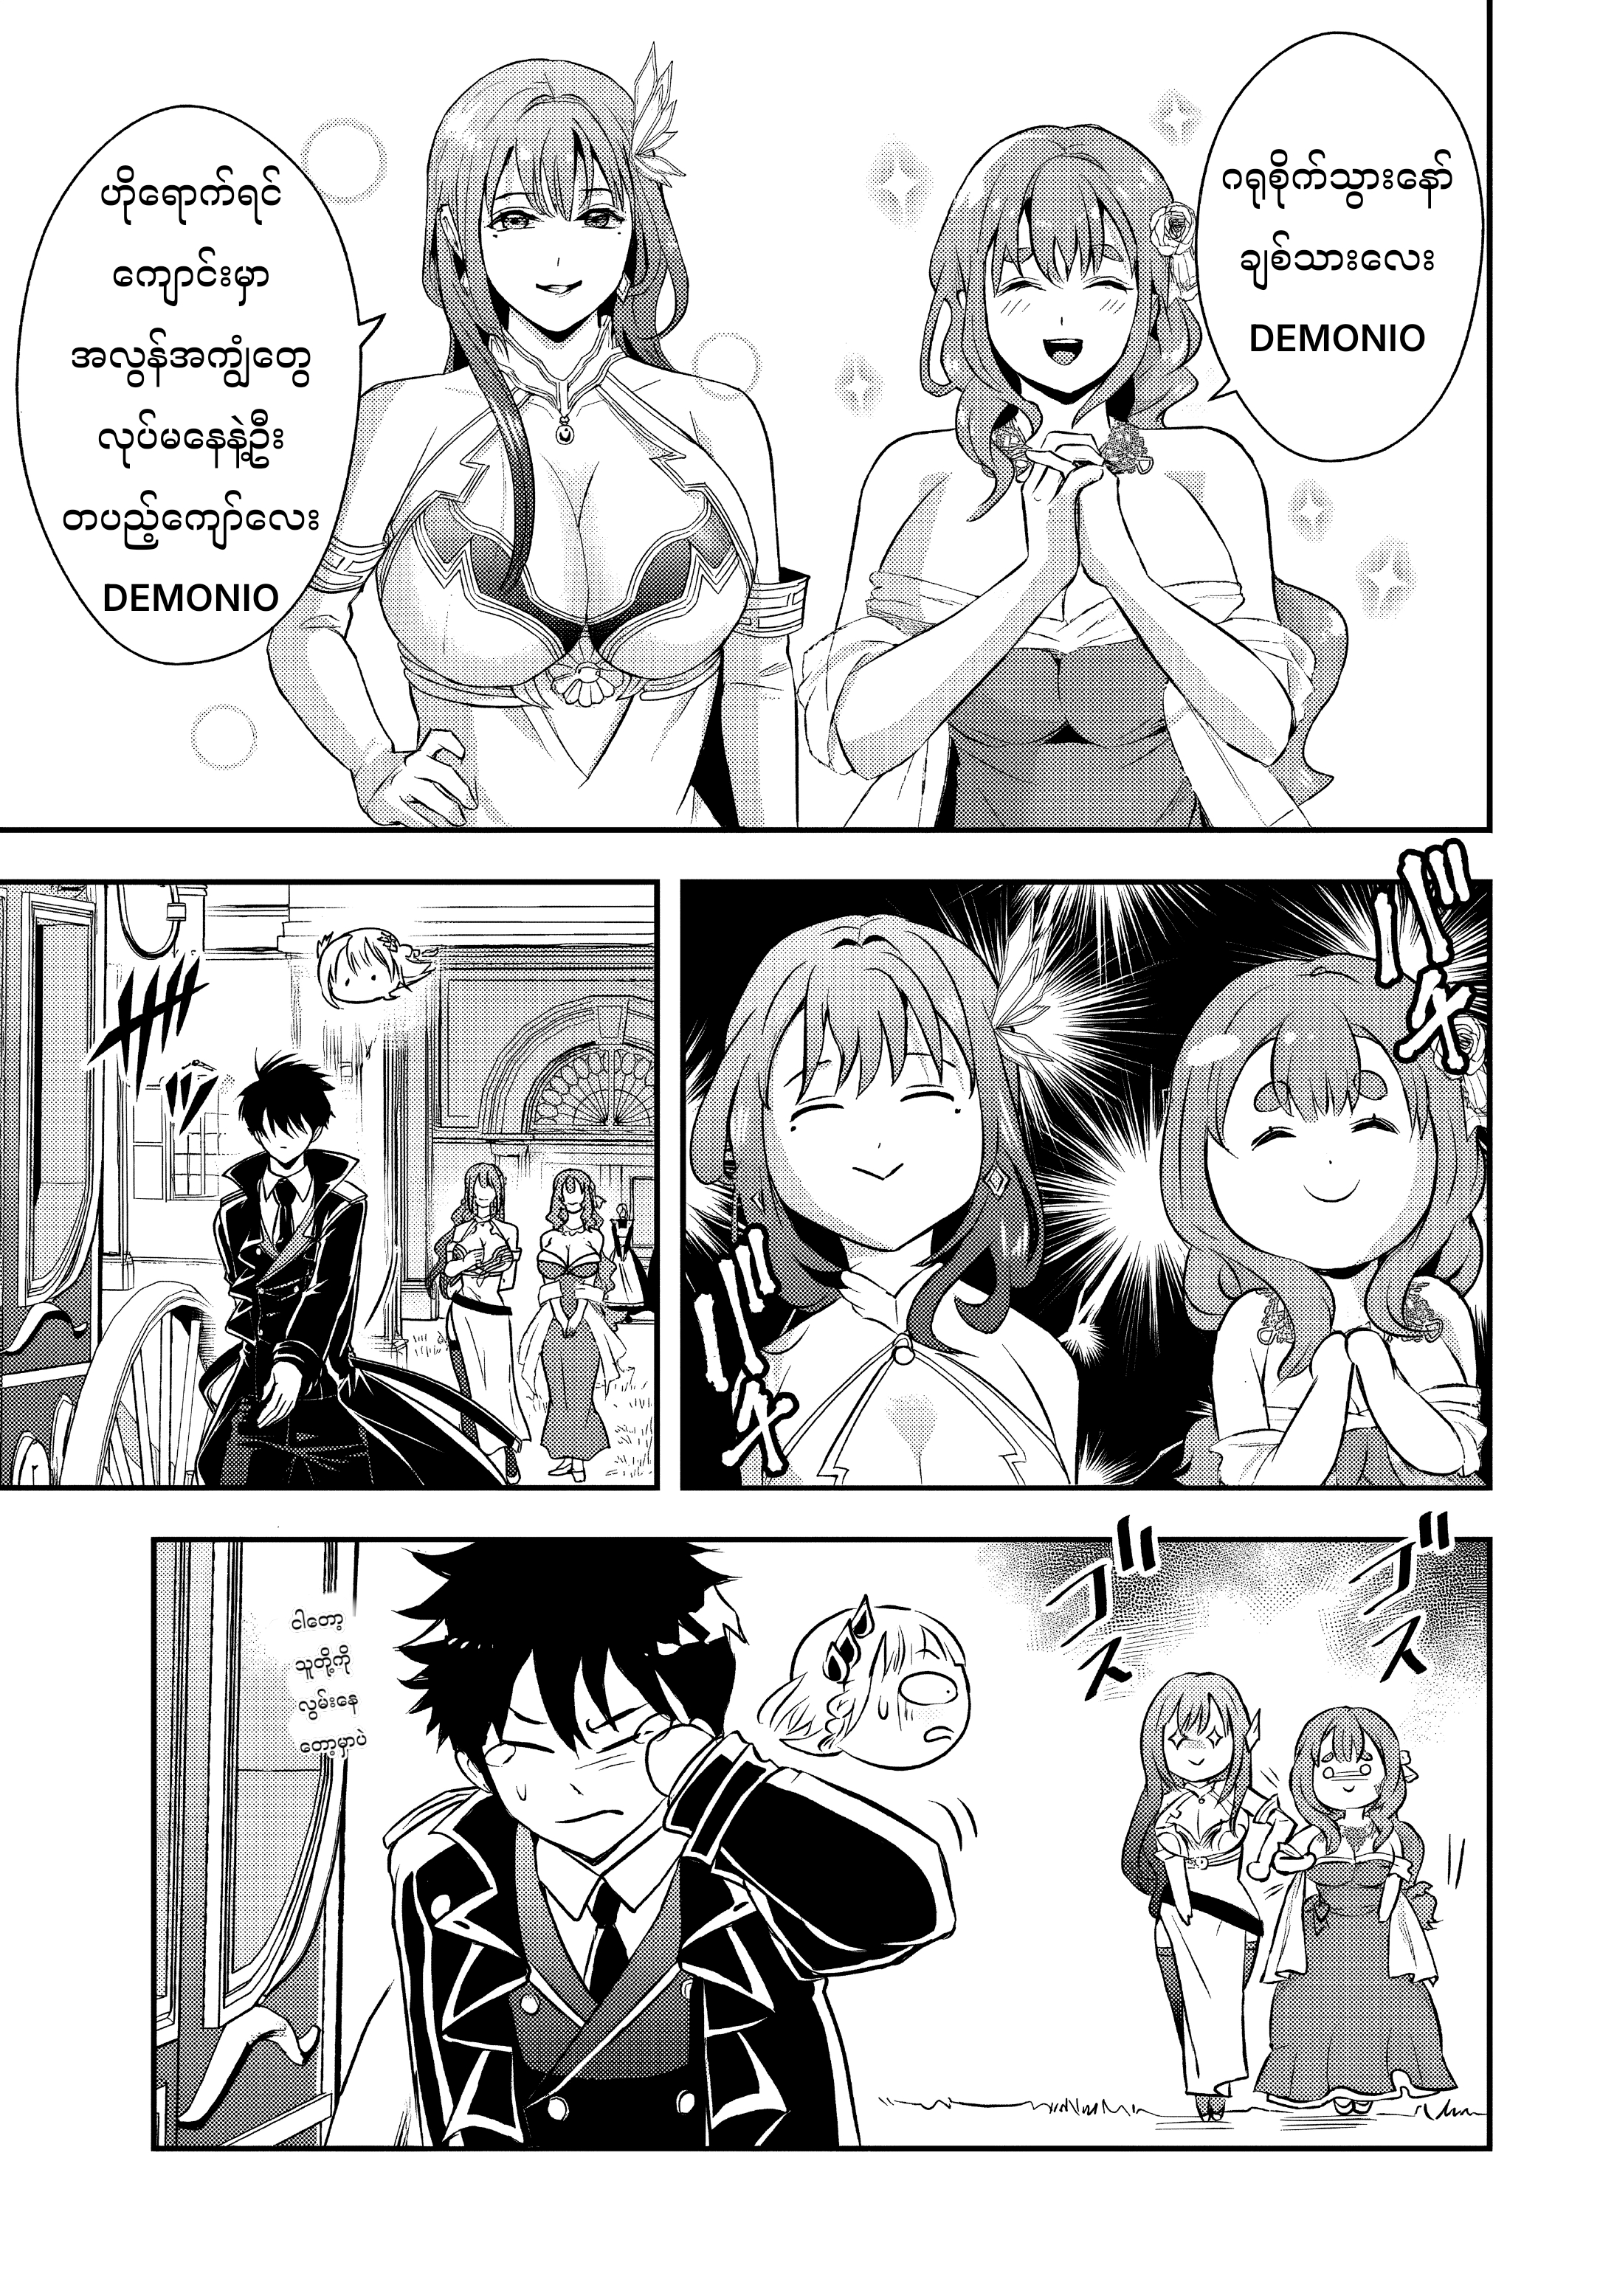 ဂရုစိုက်သွားနော်
ချစ်သားလေး
DEMONIO
ဟိုရောက်ရင်
ကျောင်းမှာ
အလွန်အကျွံတွေ
လုပ်မနေနဲ့ဦး
တပည့်ကျော်လေး
DEMONIO
ငါတော့
သူတို့ကို
လွမ်းနေ
တော့မှာပဲ